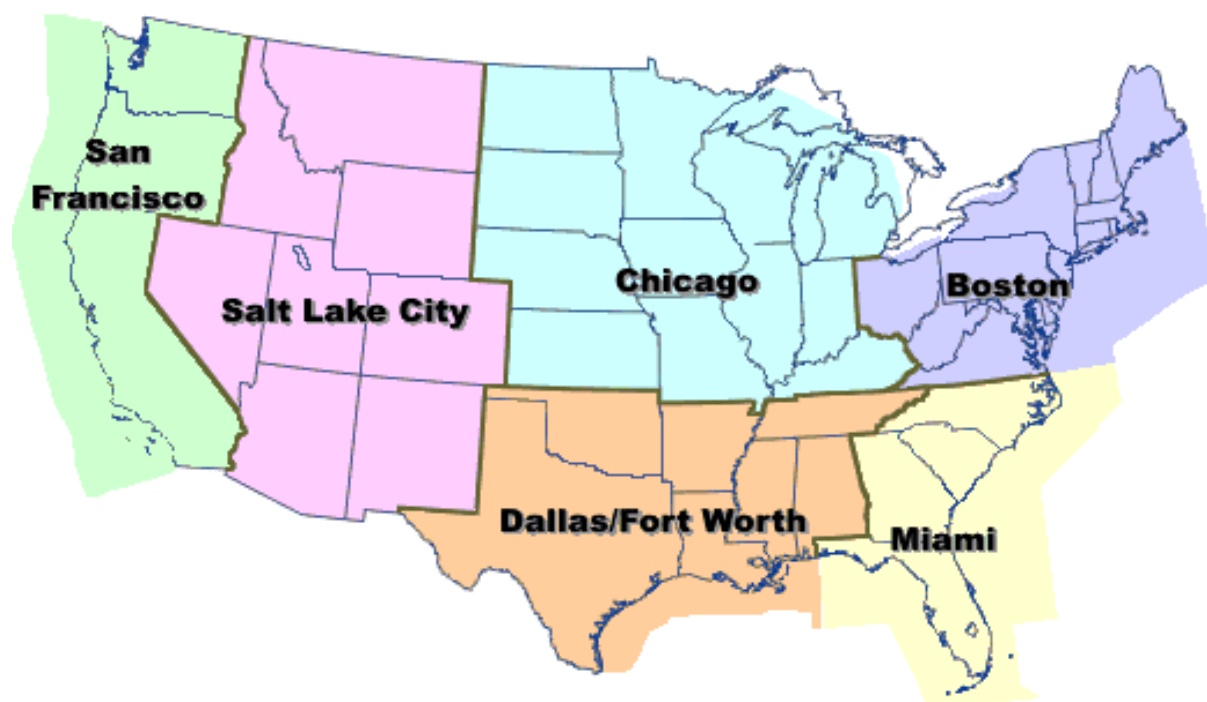 San
Francisco
Salt Lake City
Chicago
Boston
Dallas/Fort Worth
Miami